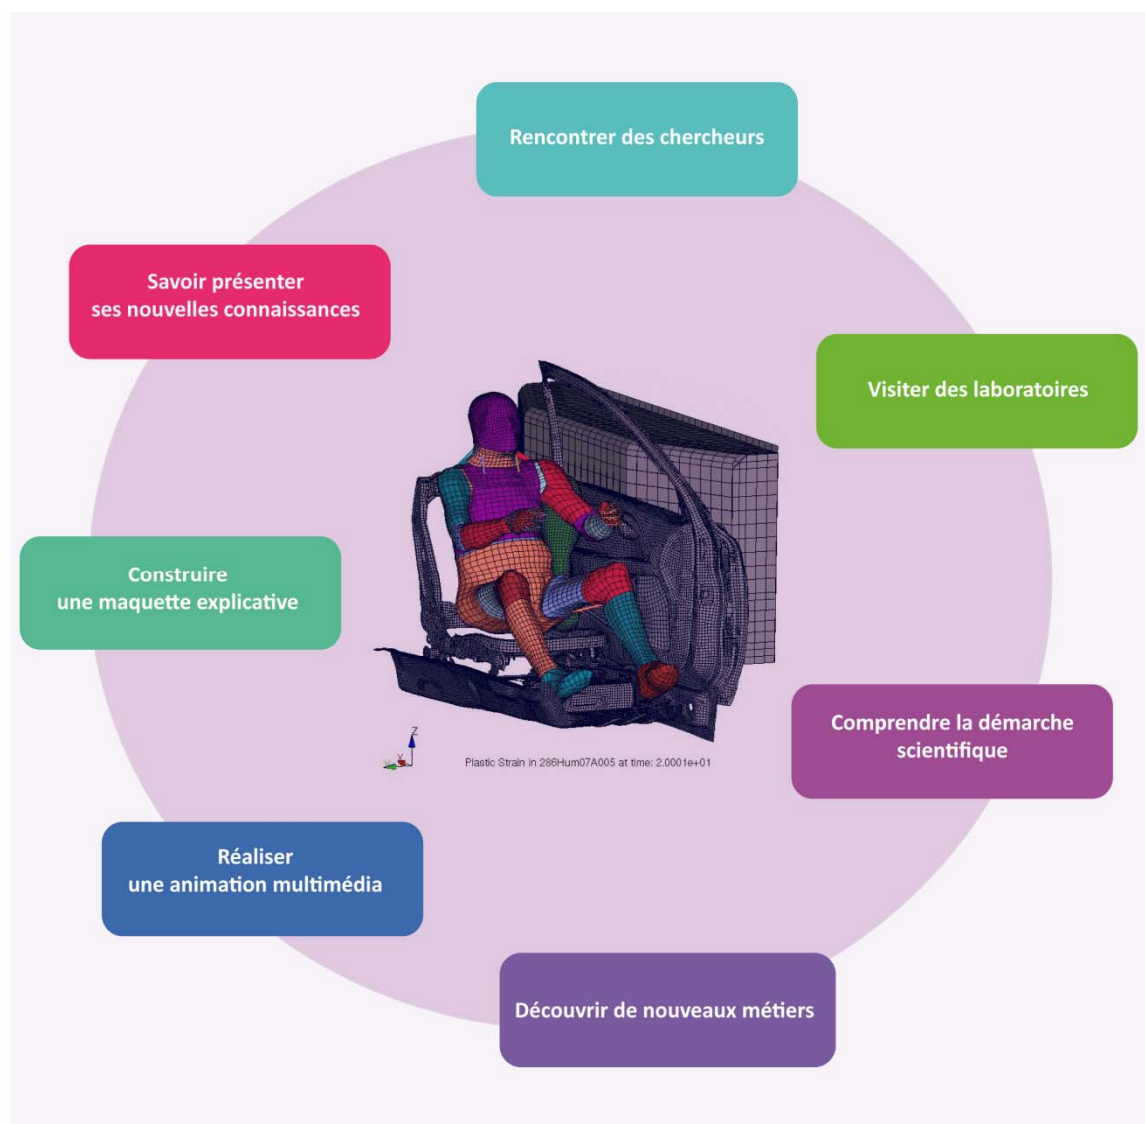 Rencontrer des chercheurs
Savoir présenter
ses nouvelles connaissances
Visiter des laboratoires
Construire
une maquette explicative
Comprendre la démarche
scientifique
Z
Plastic Strain in 286Hum07A005 at time: 2.0001e+01
Réaliser
une animation multimédia
Découvrir de nouveaux métiers